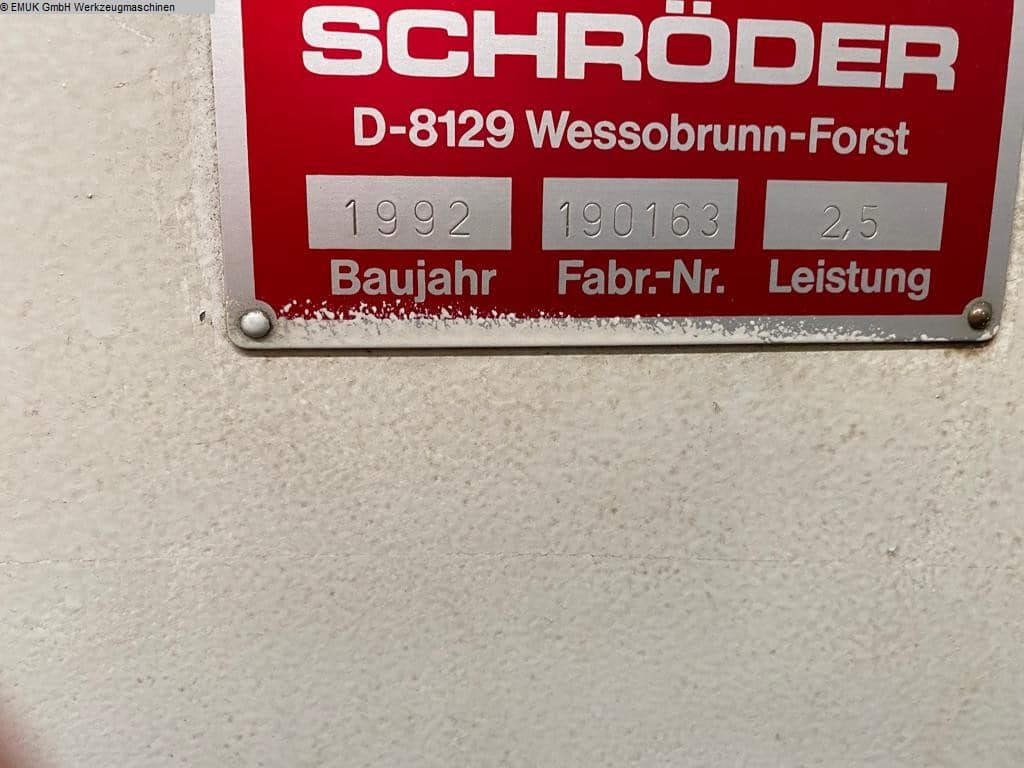 © EMUK GmbH Werkzeugmaschinen
SCHRÖDER
D-8129 Wessobrunn-Forst
1992 190163 2,5
Baujahr Fabr.-Nr. Leistung